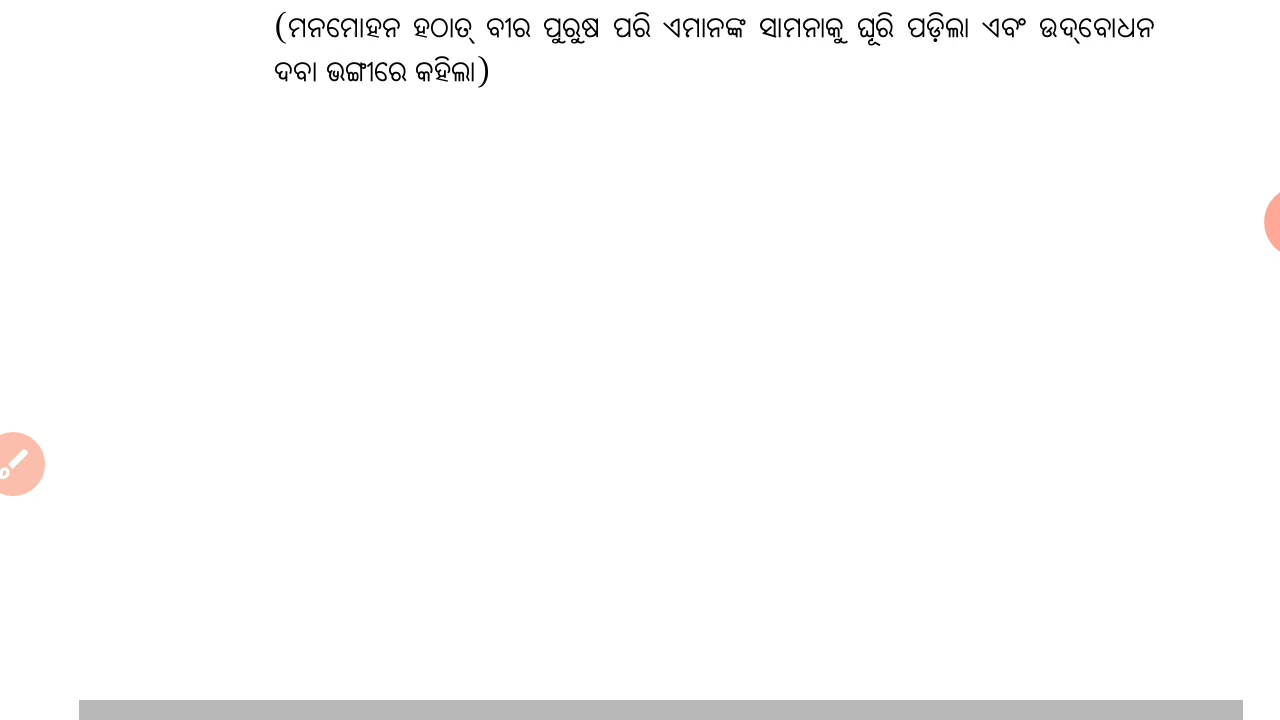 (ମନମୋହନ ହଠାତ୍ ବୀର ପୁରୁଷ ପରି ଏମାନଙ୍କ ସାମନାକୁ ଘୂରି ପଡ଼ିଲା ଏବଂ ଉଦ୍‌ବୋଧନ
ଦବା ଭଙ୍ଗୀରେ କହିଲା)